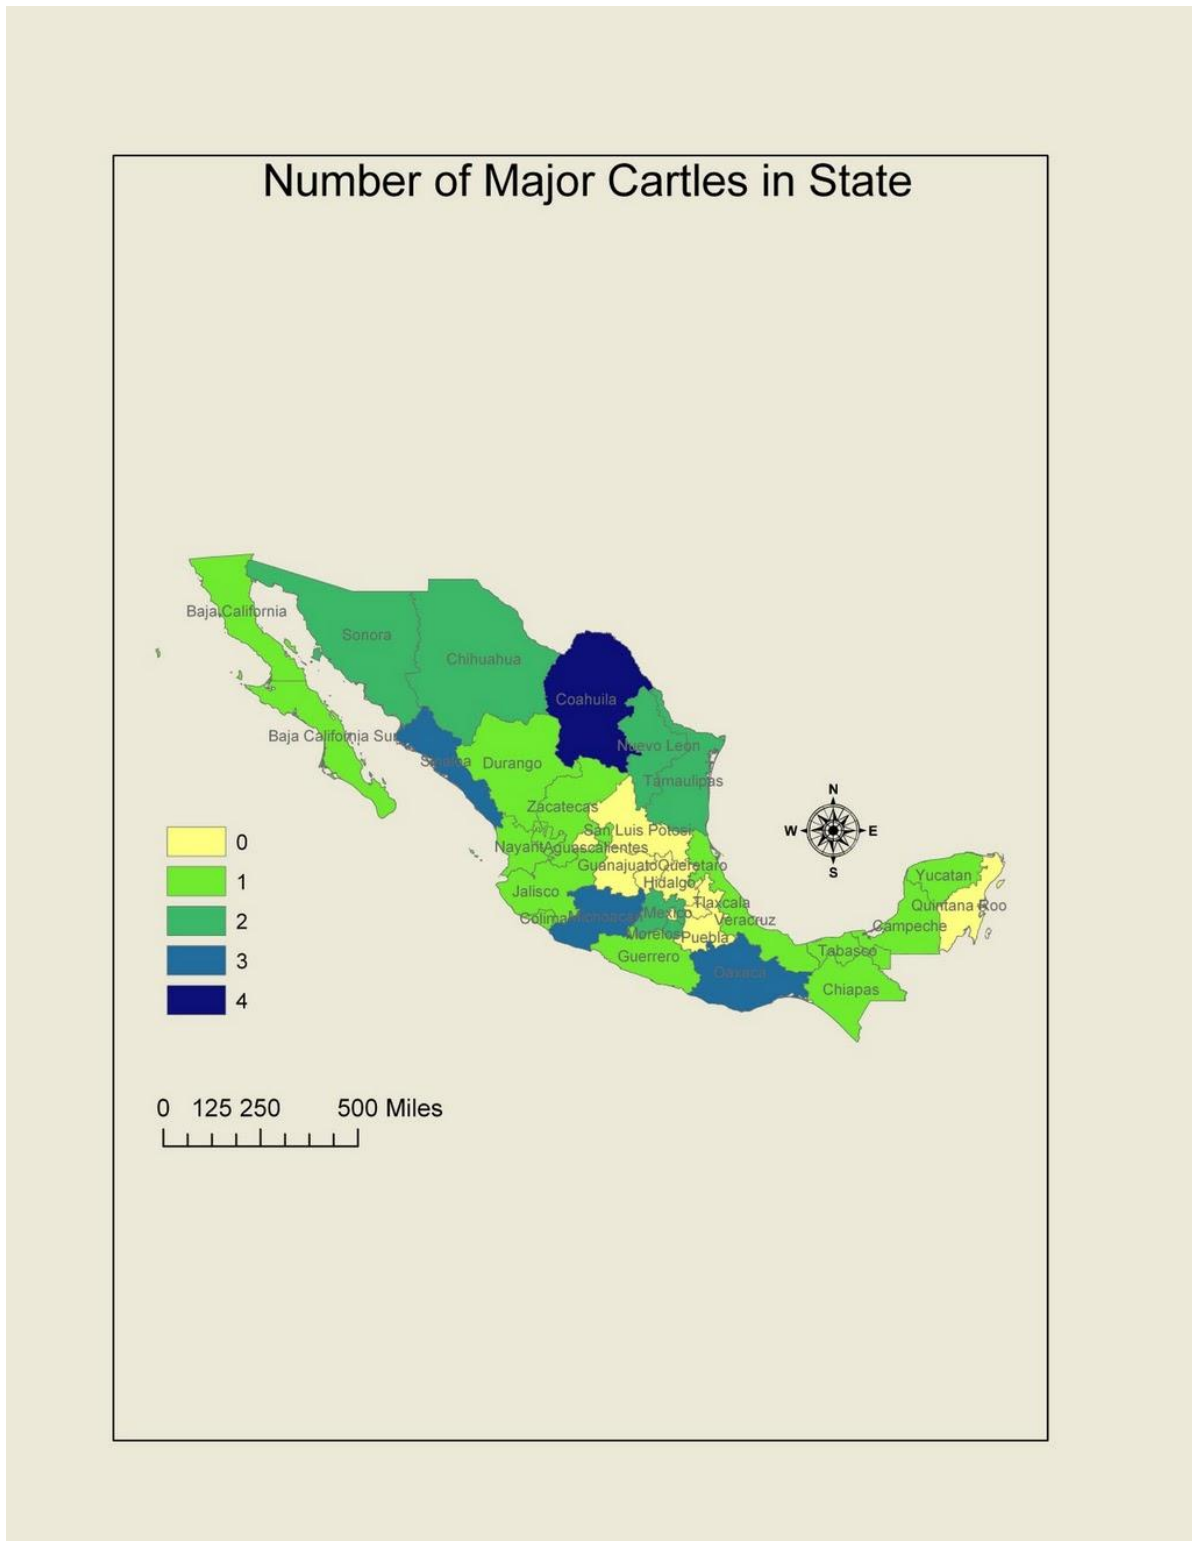 Number of Major Cartles in State
Baja California
Sonora
Chihuahua
Coahuila
Baja California Sur
Sinaloa
Durango
Nuevo Leon
Tamaulipas
Zacatecas
San Luis Potosi
Nayarit
Aguascalientes
Guanajuato
Queretaro
Hidalgo
Jalisco
Tlaxcala
Colima
Michoacan
Mexico
Veracruz
Morelos
Puebla
Guerrero
Oaxaca
Yucatan
Quintana Roo
Campeche
Tabasco
Chiapas
N
W
E
S
0
1
2
3
4
0 125 250 500 Miles